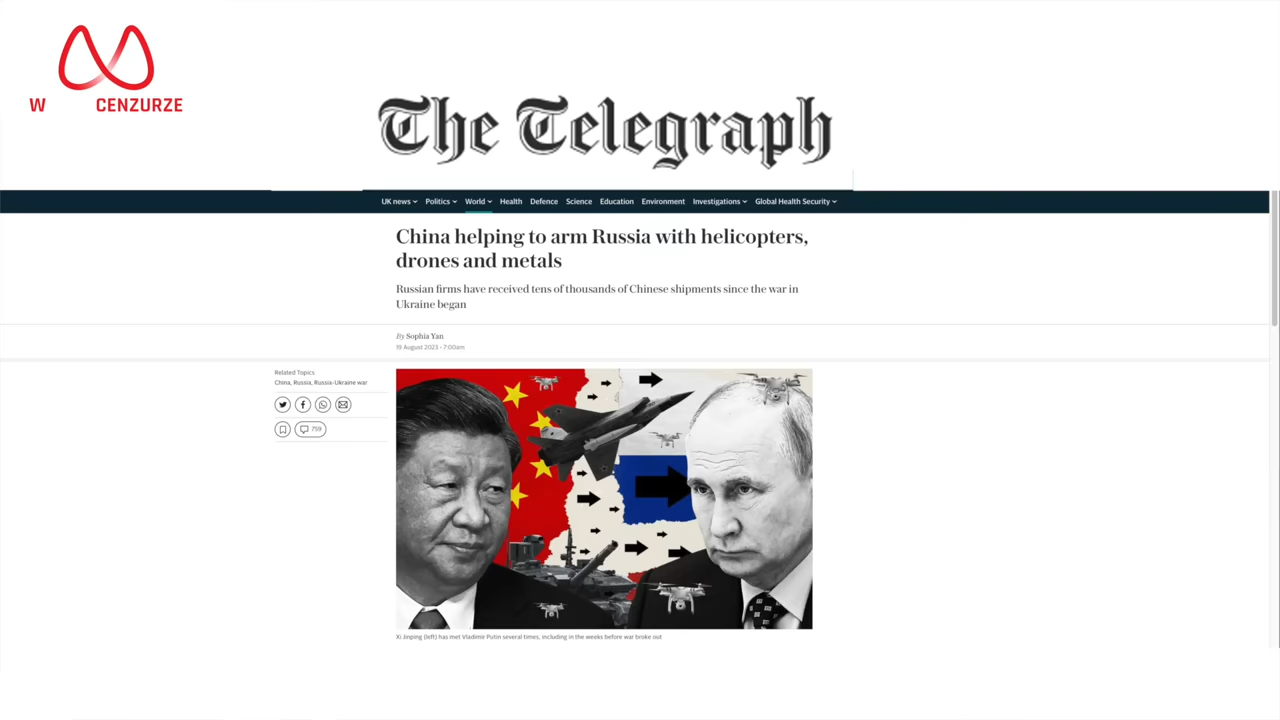 W CENZURZE
The Telegraph
UK news Politics World Health Defence Science Education Environment Investigations Global Health Security
China helping to arm Russia with helicopters,
drones and metals
Russian firms have received tens of thousands of Chinese shipments since the war in
Ukraine began
By Sophia Yan
19 August 2023 • 7:00am
Related Topics
China, Russia, Russia-Ukraine war
759
Xi Jinping (left) has met Vladimir Putin several times, including in the weeks before war broke out